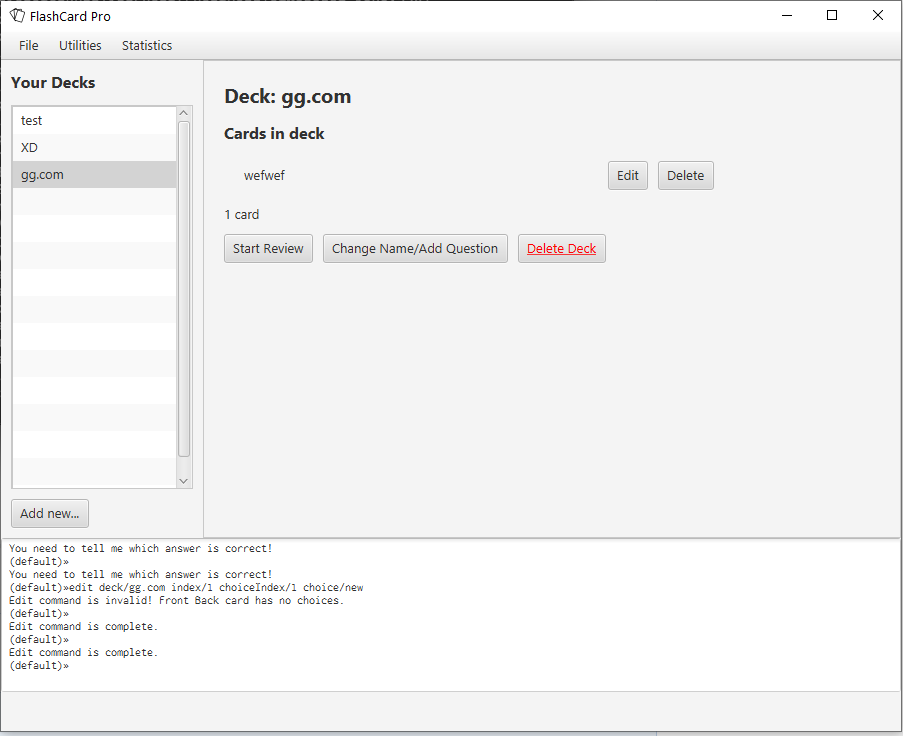 FlashCard Pro
File Utilities Statistics
Your Decks
test
XD
gg.com
Add new...
Deck: gg.com
Cards in deck
wefwef Edit Delete
1 card
Start Review Change Name/Add Question Delete Deck
You need to tell me which answer is correct!
(default)»
You need to tell me which answer is correct!
(default)»edit deck/gg.com index/1 choiceIndex/1 choice/new
Edit command is invalid! Front Back card has no choices.
(default)»
Edit command is complete.
(default)»
Edit command is complete.
(default)»